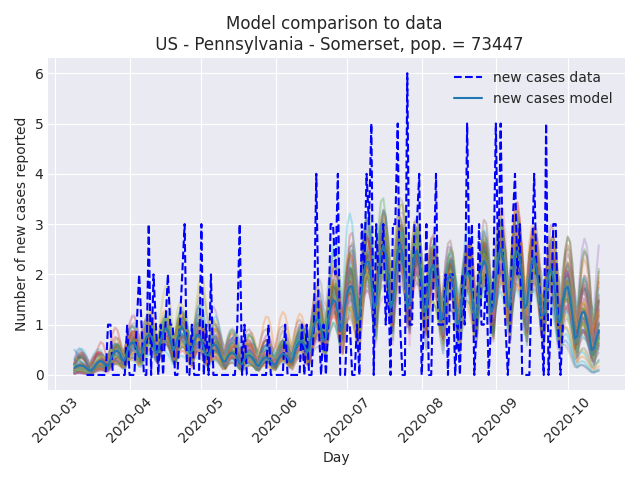 Model comparison to data
US - Pennsylvania - Somerset, pop. = 73447
new cases data
new cases model
Number of new cases reported
6
5
4
3
2
1
0
2020-03
2020-04
2020-05
2020-06
2020-07
2020-08
2020-09
2020-10
Day